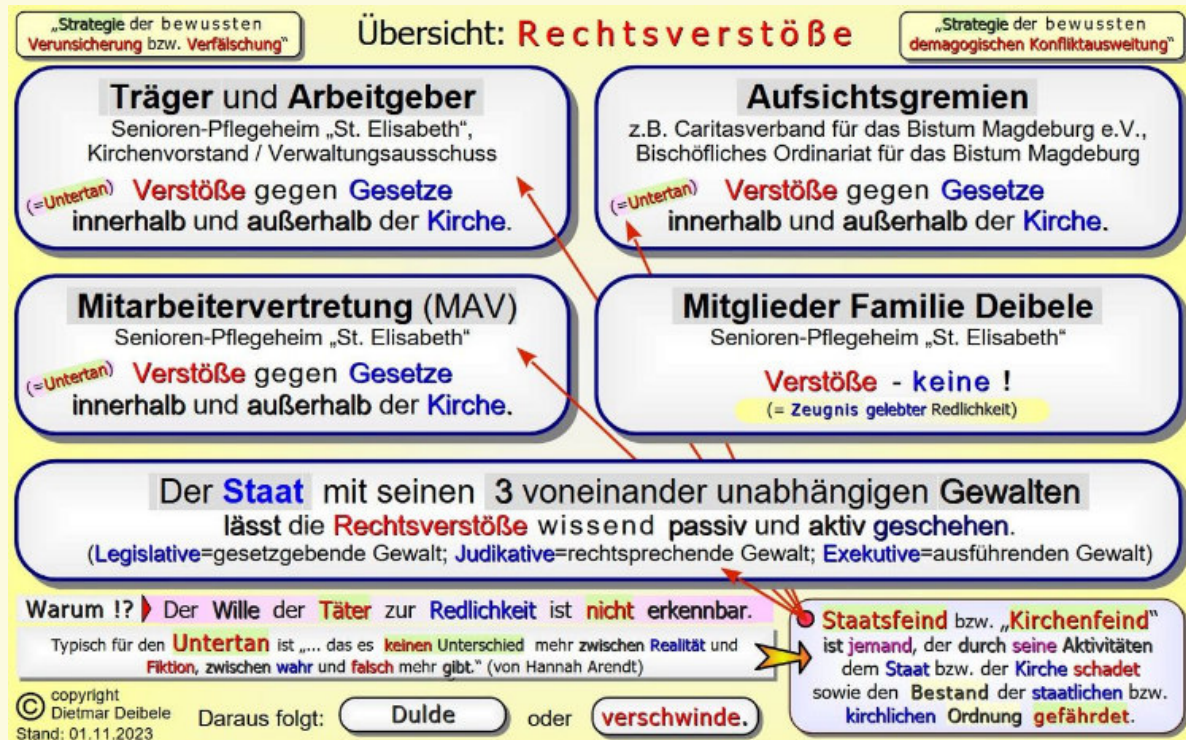 „Strategie der bewussten
Verunsicherung bzw. Verfälschung“
Übersicht: Rechtsverstöße
„Strategie der bewussten
demagogischen Konfliktausweitung“
Träger und Arbeitgeber
Senioren-Pflegeheim „St. Elisabeth“,
Kirchenvorstand / Verwaltungsausschuss
(=Untertan) Verstöße gegen Gesetze
innerhalb und außerhalb der Kirche.
Aufsichtsgremien
z.B. Caritasverband für das Bistum Magdeburg e.V.,
Bischöfliches Ordinariat für das Bistum Magdeburg
(=Untertan) Verstöße gegen Gesetze
innerhalb und außerhalb der Kirche.
Mitarbeitervertretung (MAV)
Senioren-Pflegeheim „St. Elisabeth“
(=Untertan) Verstöße gegen Gesetze
innerhalb und außerhalb der Kirche.
Mitglieder Familie Deibele
Senioren-Pflegeheim „St. Elisabeth“
Verstöße - keine !
(= Zeugnis gelebter Redlichkeit)
Der Staat mit seinen 3 voneinander unabhängigen Gewalten
lässt die Rechtsverstöße wissend passiv und aktiv geschehen.
(Legislative=gesetzgebende Gewalt; Judikative=rechtsprechende Gewalt; Exekutive=ausführenden Gewalt)
Warum !? Der Wille der Täter zur Redlichkeit ist nicht erkennbar.
Typisch für den Untertan ist „... das es keinen Unterschied mehr zwischen Realität und
Fiktion, zwischen wahr und falsch mehr gibt.“ (von Hannah Arendt)
Staatsfeind bzw. „Kirchenfeind“
ist jemand, der durch seine Aktivitäten
dem Staat bzw. der Kirche schadet
sowie den Bestand der staatlichen bzw.
kirchlichen Ordnung gefährdet.
© copyright
Dietmar Deibele
Stand: 01.11.2023
Daraus folgt: Dulde oder verschwinde.